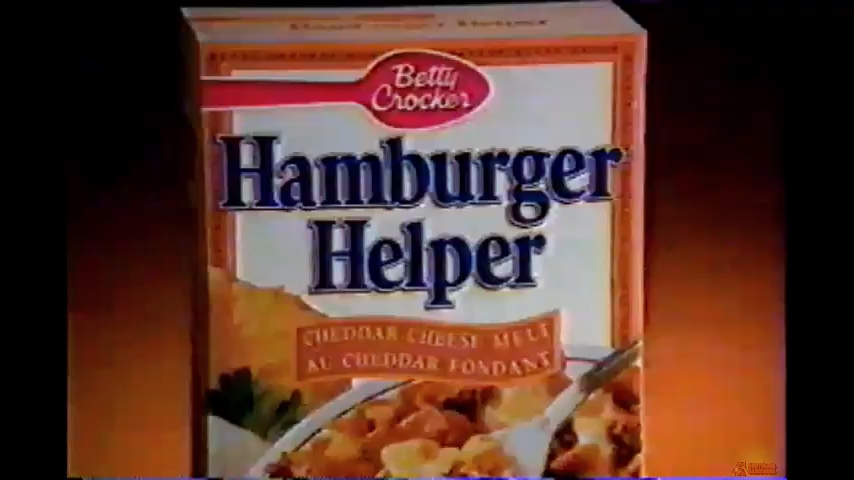 Betty
Crocker
Hamburger
Helper
CHEDDAR CHEESE MELT
AU CHEDDAR FONDANT